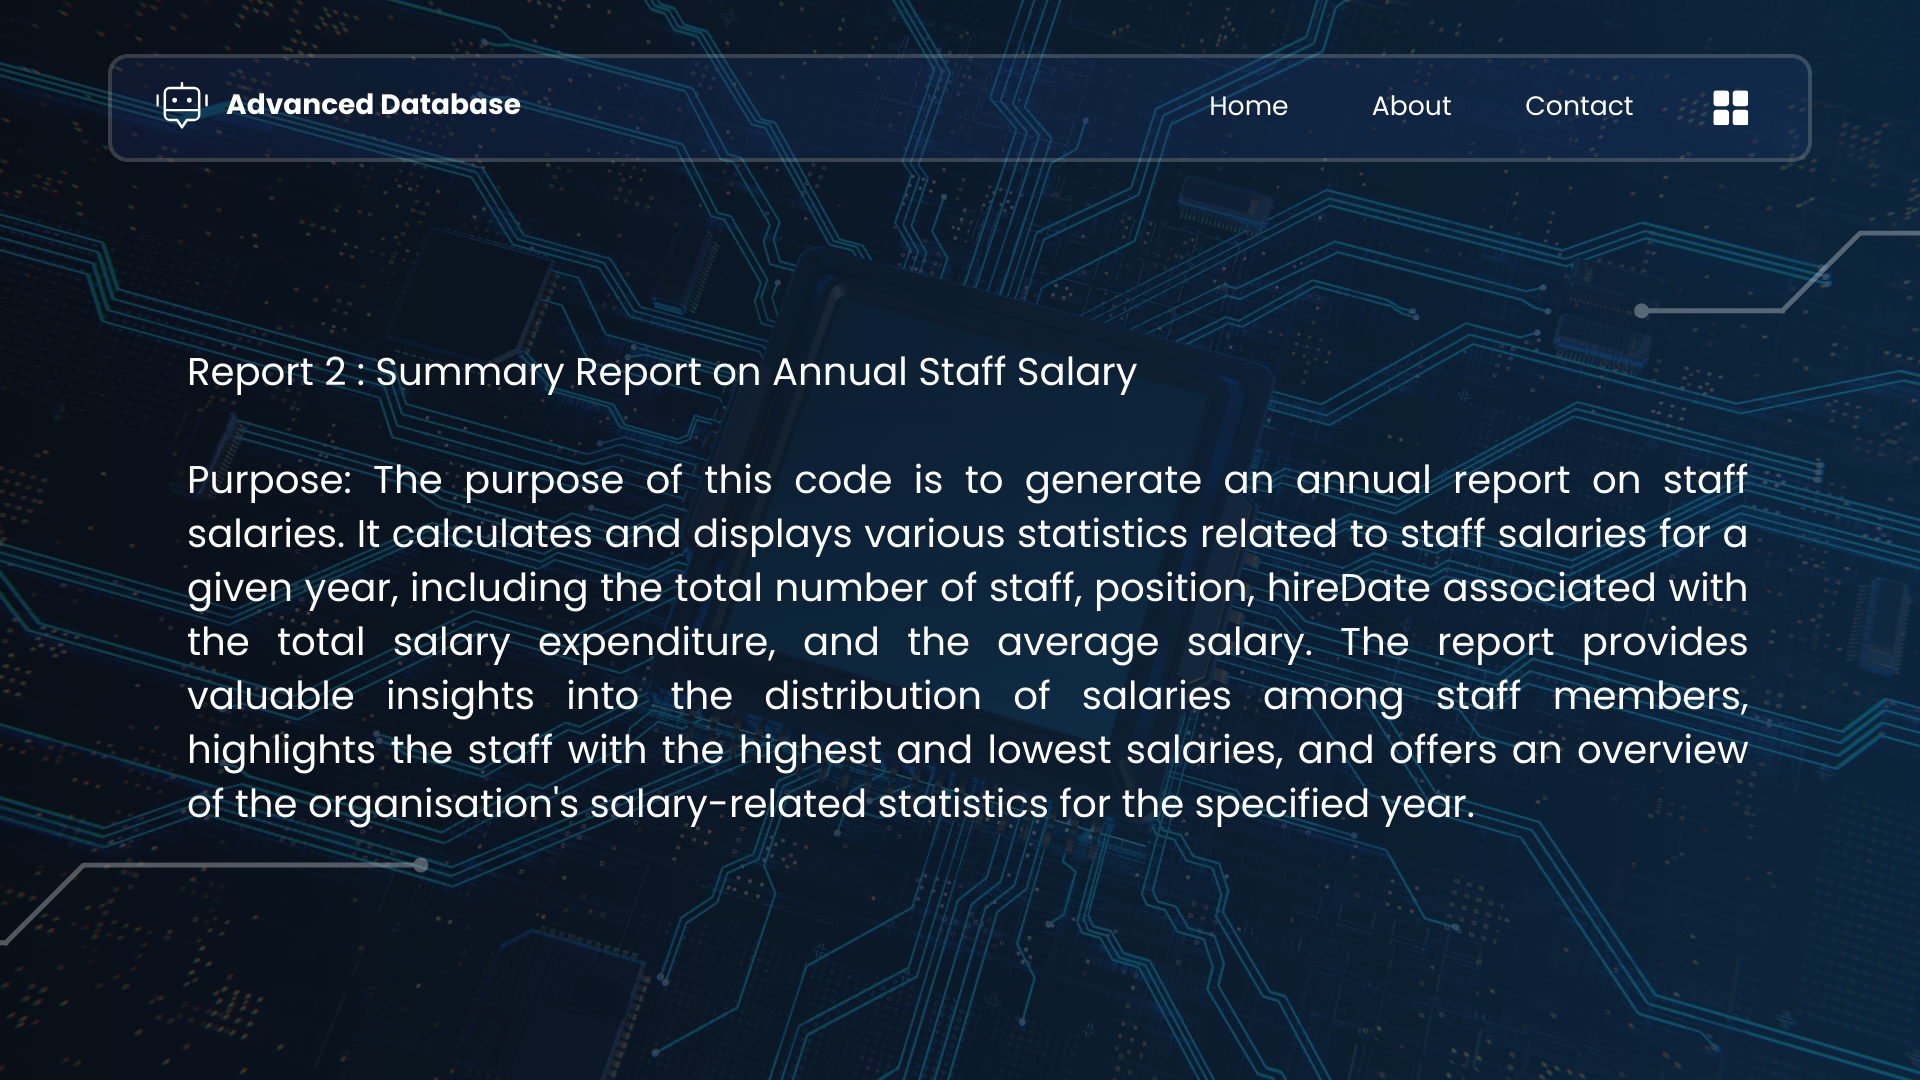 Advanced Database
Home
About
Contact
Report 2 : Summary Report on Annual Staff Salary
Purpose: The purpose of this code is to generate an annual report on staff
salaries. It calculates and displays various statistics related to staff salaries for a
given year, including the total number of staff, position, hireDate associated with
the total salary expenditure, and the average salary. The report provides
valuable insights into the distribution of salaries among staff members,
highlights the staff with the highest and lowest salaries, and offers an overview
of the organisation's salary-related statistics for the specified year.